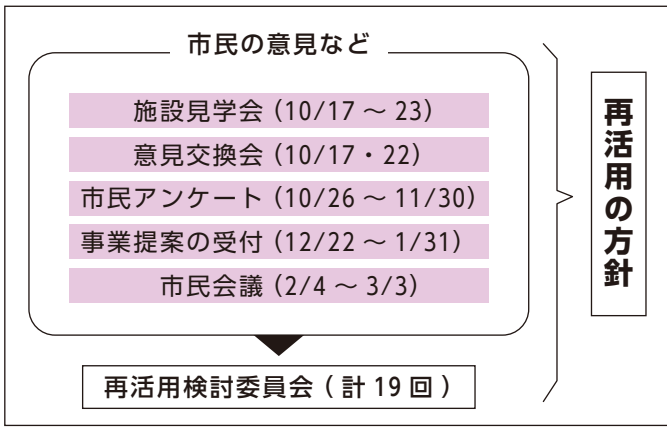 市民の意見など
施設見学会（10/17 ～ 23）
意見交換会（10/17・22）
市民アンケート（10/26 ～ 11/30）
事業提案の受付（12/22 ～ 1/31）
市民会議（2/4 ～ 3/3）
再活用検討委員会（計 19 回）
再活用の方針